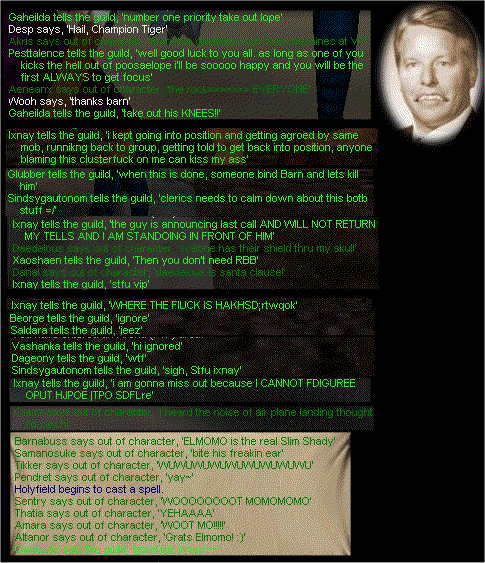 Gaheilda tells the guild, 'number one priority take out lope'
Desp says, 'Hail, Champion Tiger'
Akris says out of
Pesttalence tells the guild, 'well good luck to you all, as long as one of you
kicks the hell out of poosaelope i'll be sooooo happy and you will be the
first ALWAYS to get focus'
Aeneanx says out of character, 'the rock EVERYONE'
Wooh says, 'thanks barn'
Gaheilda tells the guild, 'take out his KNEES!!'
Ixnay tells the guild, 'i kept going into position and getting agroed by same
mob, runnikng back to group, getting told to get back into position, anyone
blaming this clusterfuck on me can kiss my ass'
Glubber tells the guild, 'when this is done, someone bind Barn and lets kill
him'
Sindsygautonom tells the guild, 'clerics needs to calm down about this botb
stuff =/'
Ixnay tells the guild, 'the guy is announcing last call AND WILL NOT RETURN
MY TELLS AND I AM STANDOING IN FRONT OF HIM'
Daedelous says out of character, 'someone has their shield thru my skull'
Xaoshaen tells the guild, 'Then you don't need RBB'
Danal says out of character, 'daedelous is santa clause!'
Ixnay tells the guild, 'stfu vip'
Ixnay tells the guild, 'WHERE THE FIUCK IS HAKHSD;rtwqok'
Beorge tells the guild, 'ignore'
Saldara tells the guild, 'jeez'
Vashanka tells the guild, 'hi ignored'
Dageony tells the guild, 'wtf'
Sindsygautonom tells the guild, 'sigh, Stfu ixnay'
Ixnay tells the guild, 'i am gonna miss out because I CANNOT FDIGUREE
OPUT HJPOE |TPO SDFLre'
says out of character, 'i heard the noise of air plane landing thought
Barnabuss says out of character, 'ELMOMO is the real Slim Shady'
Samanosuke says out of character, 'bite his freakin ear'
Tikker says out of character, 'WUWUWUWUWUWUWUWUWU'
Pendret says out of character, 'yay~'
Holyfield begins to cast a spell.
Sentry says out of character, 'WOOOOOOOOT MOMOMOMO'
Thatia says out of character, 'YEHAAAA'
Amara says out of character, 'WOOT MO!!!!!'
Altanor says out of character, 'Grats Elmomo! :)'